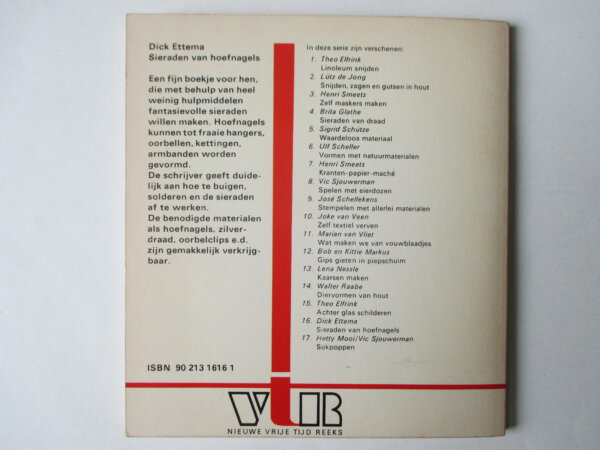 Dick Ettema
Sieraden van hoefnagels
Een fijn boekje voor hen,
die met behulp van heel
weinig hulpmiddelen
fantasievolle sieraden
willen maken. Hoefnagels
kunnen tot fraaie hangers,
oorbellen, kettingen,
armbanden worden
gevormd.
De schrijver geeft duide-
lijk aan hoe te buigen,
solderen en de sieraden
af te werken.
De benodigde materialen
als hoefnagels, zilver-
draad, oorbelclips e.d.
zijn gemakkelijk verkrijg-
baar.
ISBN 90 213 1616 1
In deze serie zijn verschenen:
1. Theo Elfrink
Linoleum snijden
2. Lutz de Jong
Snijden, zagen en gutsen in hout
3. Henri Smeets
Zelf maskers maken
4. Brita Glathe
Sieraden van draad
5. Sigrid Schütze
Waardeloos materiaal
6. Ulf Scheller
Vormen met natuurmaterialen
7. Henri Smeets
Kranten-papier-maché
8. Vic Sjouwerman
Spelen met eierdozen
9. José Schellekens
Stempelen met allerlei materialen
10. Joke van Veen
Zelf textiel verven
11. Marian van Vliet
Wat maken we van vouwblaadjes
12. Bob en Kittie Markus
Gips gieten in piepschuim
13. Lena Nessle
Kaarsen maken
14. Walter Raabe
Diervormen van hout
15. Theo Elfrink
Achter glas schilderen
16. Dick Ettema
Sieraden van hoefnagels
17. Hetty Mooi/Vic Sjouwerman
Sokpoppen
VtR
NIEUWE VRIJE TIJD REEKS